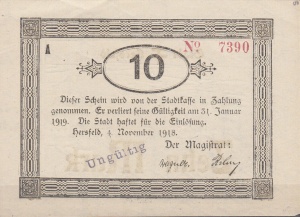 A
No 7390
10
Dieser Schein wird von der Stadtkasse in Zahlung
genommen. Er verliert seine Gültigkeit am 31. Januar
1919. Die Stadt haftet für die Einlösung.
Hersfeld, 4 November 1918.
Der Magistrat:
Ungültig